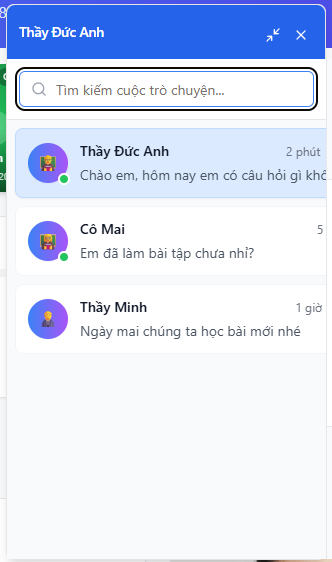 Thầy Đức Anh
Tìm kiếm cuộc trò chuyện...
Thầy Đức Anh
2 phút
Chào em, hôm nay em có câu hỏi gì
Cô Mai
5
Em đã làm bài tập chưa nhỉ?
Thầy Minh
1 giờ
Ngày mai chúng ta học bài mới nhé